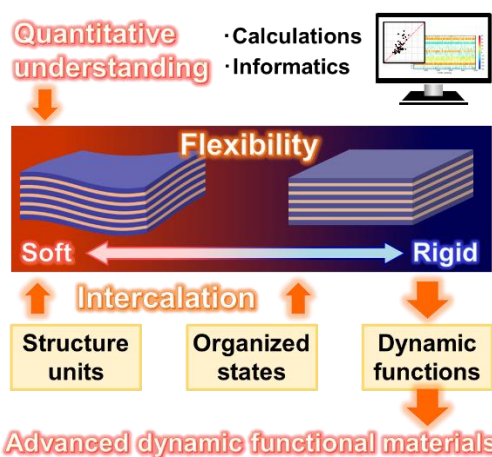 Quantitative
understanding
·Calculations
·Informatics
Flexibility
Soft
Rigid
Intercalation
Structure
units
Organized
states
Dynamic
functions
Advanced dynamic functional materials